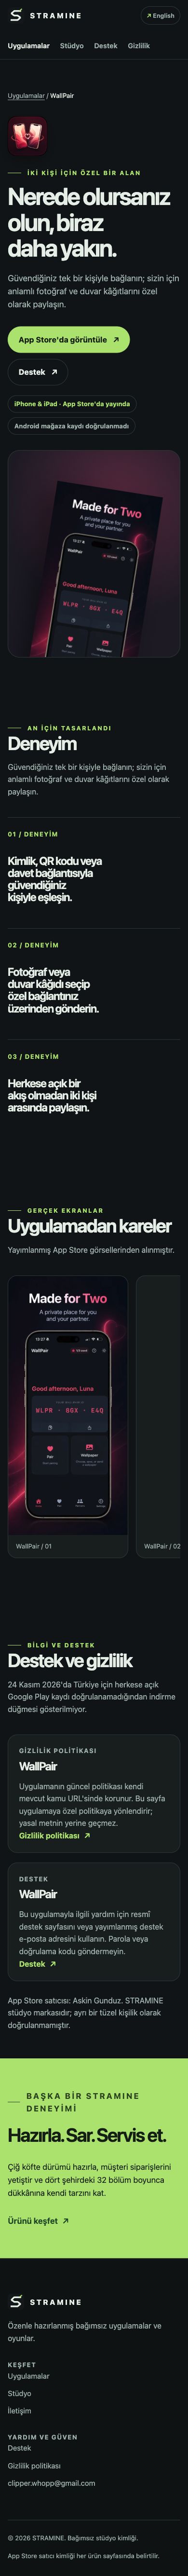 STRAMINE
↗ English
Uygulamalar Stüdyo Destek Gizlilik
Uygulamalar / WallPair
İKİ KİŞİ İÇİN ÖZEL BİR ALAN
Nerede olursanız
olun, biraz
daha yakın.
Güvendiğiniz tek bir kişiyle bağlanın; sizin için
anlamlı fotoğraf ve duvar kâğıtlarını özel
olarak paylaşın.
App Store'da görüntüle ↗
Destek ↗
iPhone & iPad · App Store'da yayında
Android mağaza kaydı doğrulanmadı
Made for Two
A private place for you
and your partner.
WallPair
Good afternoon, Luna
WLPR · 8GX · E4Q
Pair
Wallpaper
AN İÇİN TASARLANDI
Deneyim
Güvendiğiniz tek bir kişiyle bağlanın; sizin için
anlamlı fotoğraf ve duvar kâğıtlarını özel olarak
paylaşın.
01 / DENEYİM
Kimlik, QR kodu veya
davet bağlantısıyla
güvendiğiniz
kişiyle eşleşin.
02 / DENEYİM
Fotoğraf veya
duvar kâğıdı seçip
özel bağlantınız
üzerinden gönderin.
03 / DENEYİM
Herkese açık bir
akış olmadan iki kişi
arasında paylaşın.
GERÇEK EKRANLAR
Uygulamadan kareler
Yayımlanmış App Store görsellerinden alınmıştır.
Made for Two
A private place for you
and your partner.
13:27
WallPair
Good afternoon, Luna
WLPR · 8GX · E4Q
Pair
Wallpaper
WallPair / 01
WallPair / 02
BİLGİ VE DESTEK
Destek ve gizlilik
24 Kasım 2026'da Türkiye için herkese açık
Google Play kaydı doğrulanamadığından indirme
düğmesi gösterilmiyor.
GİZLİLİK POLİTİKASI
WallPair
Uygulamanın güncel politikası kendi
mevcut kamu URL'sinde korunur. Bu sayfa
uygulamaya özel politikaya yönlendirir;
yasal metnin yerine geçmez.
Gizlilik politikası ↗
DESTEK
WallPair
Bu uygulamayla ilgili yardım için resmî
destek sayfasını veya yayımlanmış destek
e-posta adresini kullanın. Parola veya
doğrulama kodu göndermeyin.
Destek ↗
App Store satıcısı: Askin Gunduz. STRAMINE
stüdyo markasıdır; ayrı bir tüzel kişilik olarak
doğrulanmamıştır.
BAŞKA BİR STRAMINE
DENEYİMİ
Hazırla. Sar. Servis et.
Çiğ köfte dürümü hazırla, müşteri siparişlerini
yetiştir ve dört şehirdeki 32 bölüm boyunca
dükkânına kendi tarzını kat.
Ürünü keşfet ↗
STRAMINE
Özenle hazırlanmış bağımsız uygulamalar ve
oyunlar.
KEŞFET
Uygulamalar
Stüdyo
İletişim
YARDIM VE GÜVEN
Destek
Gizlilik politikası
clipper.whopp@gmail.com
© 2026 STRAMINE. Bağımsız stüdyo kimliği.
App Store satıcı kimliği her ürün sayfasında belirtilir.